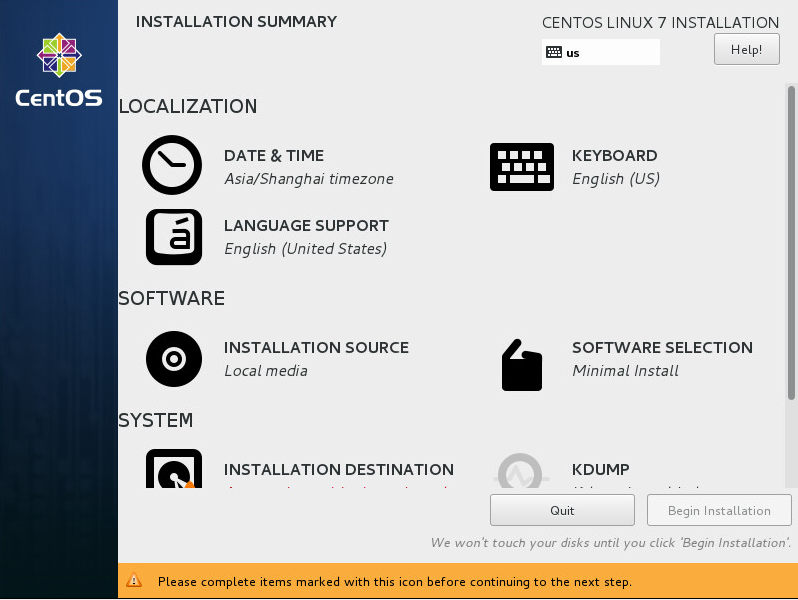 INSTALLATION SUMMARY
CENTOS LINUX 7 INSTALLATION
us
Help!
CentOS
LOCALIZATION
DATE & TIME
Asia/Shanghai timezone
KEYBOARD
English (US)
LANGUAGE SUPPORT
English (United States)
SOFTWARE
INSTALLATION SOURCE
Local media
SOFTWARE SELECTION
Minimal Install
SYSTEM
INSTALLATION DESTINATION
KDUMP
Quit
Begin Installation
We won't touch your disks until you click 'Begin Installation'.
Please complete items marked with this icon before continuing to the next step.